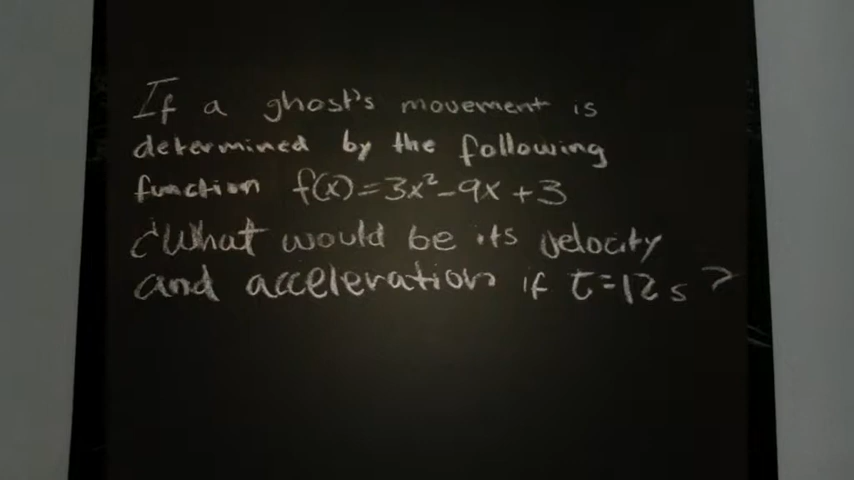 If a ghost's movement is
determined by the following
function f(x)=3x²-9x+3
¿What would be its velocity
and acceleration if t=12s?